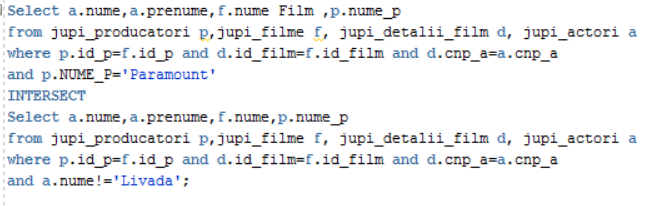 Select a.nume,a.prenume,f.nume Film ,p.nume_p
from jupi_producatori p,jupi_filme f, jupi_detalii_film d, jupi_actori a
where p.id_p=f.id_p and d.id_film=f.id_film and d.cnp_a=a.cnp_a
and p.NUME_P='Paramount'
INTERSECT
Select a.nume,a.prenume,f.nume,p.nume_p
from jupi_producatori p,jupi_filme f, jupi_detalii_film d, jupi_actori a
where p.id_p=f.id_p and d.id_film=f.id_film and d.cnp_a=a.cnp_a
and a.nume!='Livada';